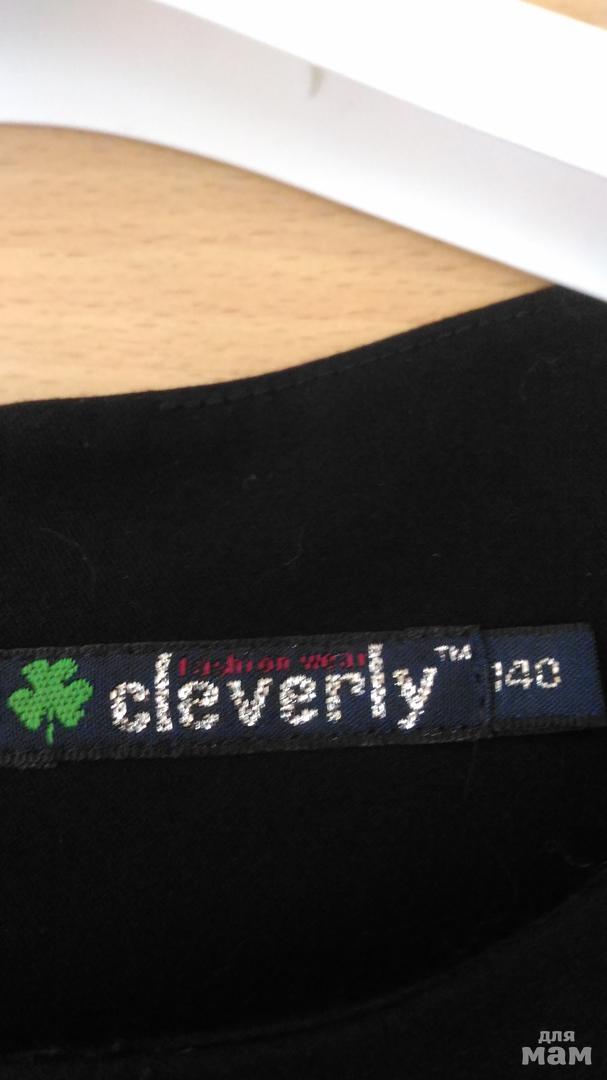 fashion wear
cleverly™
140
для
мам